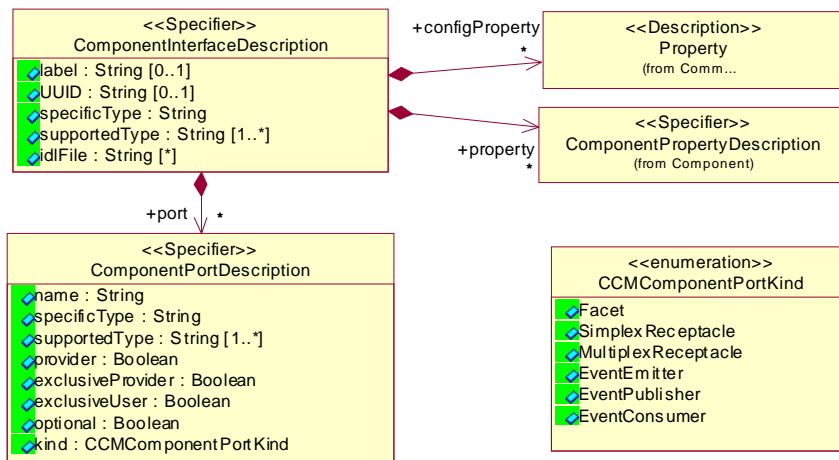 <<Specifier>>
ComponentInterfaceDescription
label : String [0..1]
UUID : String [0..1]
specificType : String
supportedType : String [1..*]
idlFile : String [*]
+configProperty
*
<<Description>>
Property
(from Comm...
+property
*
<<Specifier>>
ComponentPropertyDescription
(from Component)
+port
*
<<Specifier>>
ComponentPortDescription
name : String
specificType : String
supportedType : String [1..*]
provider : Boolean
exclusiveProvider : Boolean
exclusiveUser : Boolean
optional : Boolean
kind : CCMComponentPortKind
<<enumeration>>
CCMComponentPortKind
Facet
SimplexReceptacle
MultiplexReceptacle
EventEmitter
EventPublisher
EventConsumer